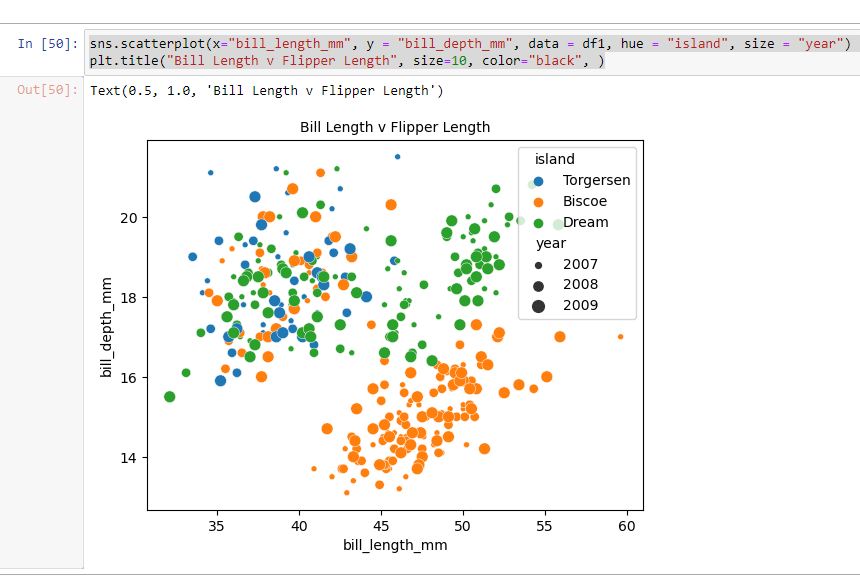 In [50]: sns.scatterplot(x="bill_length_mm", y = "bill_depth_mm", data = df1, hue = "island", size = "year")
plt.title("Bill Length v Flipper Length", size=10, color="black", )
Out[50]: Text(0.5, 1.0, 'Bill Length v Flipper Length')
Bill Length v Flipper Length
island
Torgersen
Biscoe
Dream
year
2007
2008
2009
bill_depth_mm
20
18
16
14
35 40 45 50 55 60
bill_length_mm